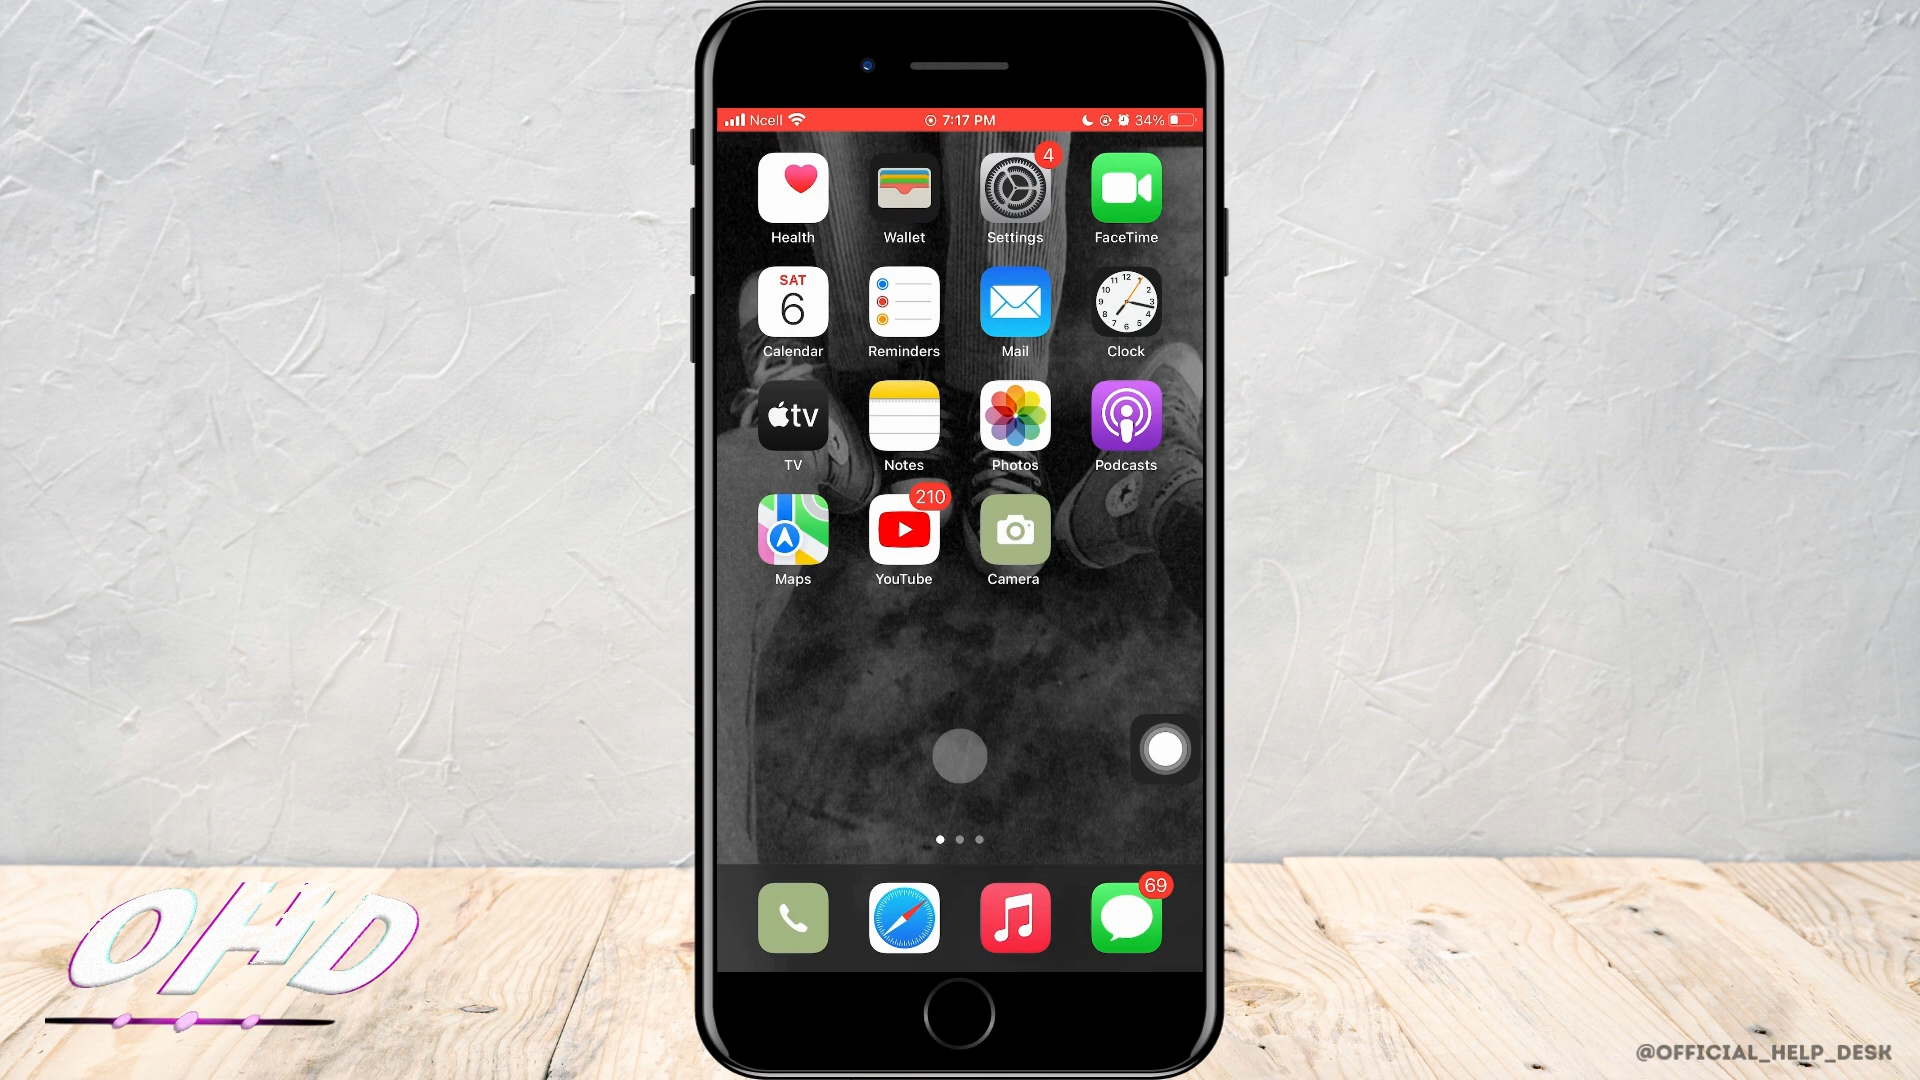 Ncell 7:17 PM 34%
4
Health Wallet Settings FaceTime
SAT
6
Calendar Reminders Mail Clock
tv
TV Notes Photos Podcasts
210
Maps YouTube Camera
69
OHD
@OFFICIAL_HELP_DESK